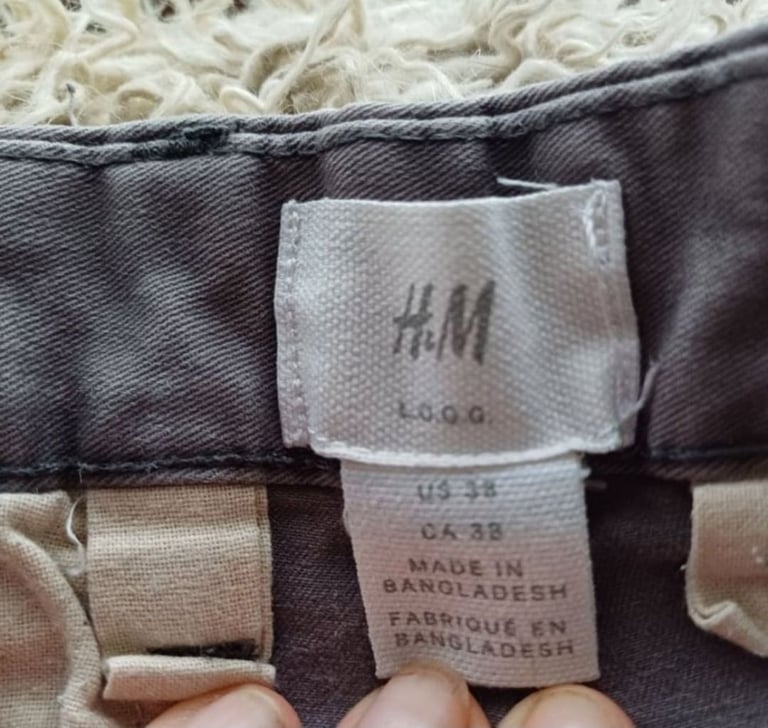 H&M
L.O.G.G.
US 38
CA 38
MADE IN
BANGLADESH
FABRIQUÉ EN
BANGLADESH